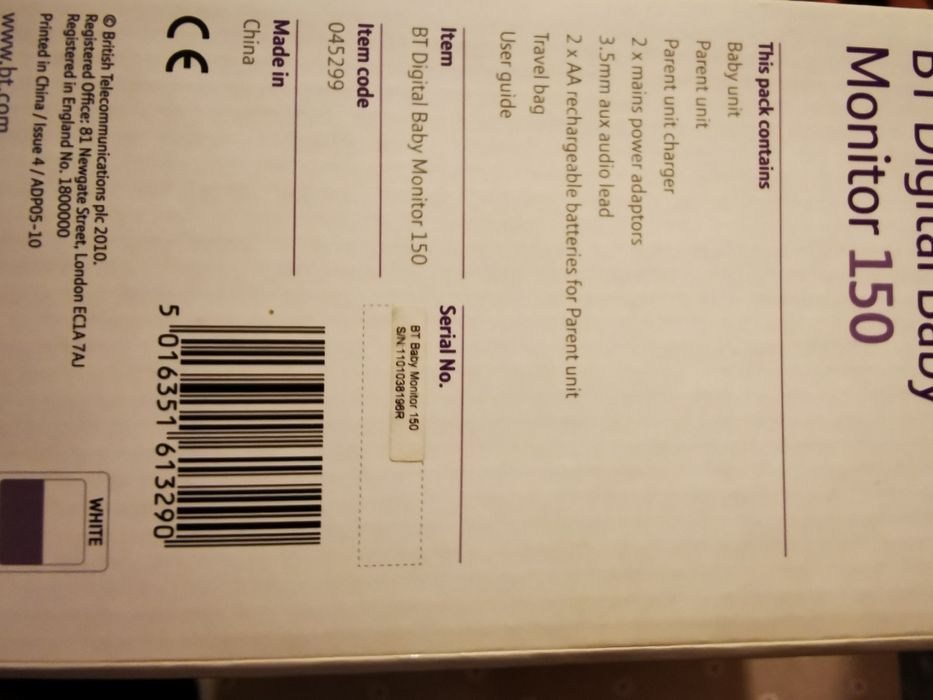 BT Digital Baby
Monitor 150
This pack contains
Baby unit
Parent unit
Parent unit charger
2 x mains power adaptors
3.5mm aux audio lead
2 x AA rechargeable batteries for Parent unit
Travel bag
User guide
Item
BT Digital Baby Monitor 150
Serial No.
BT Baby Monitor 150
S/N:1101038196R
Item code
045299
Made in
China
CE
5 016351 613290
© British Telecommunications plc 2010.
Registered Office: 81 Newgate Street, London EC1A 7AJ
Registered in England No. 1800000
Printed in China / Issue 4 / ADP05-10
www.bt.com
WHITE